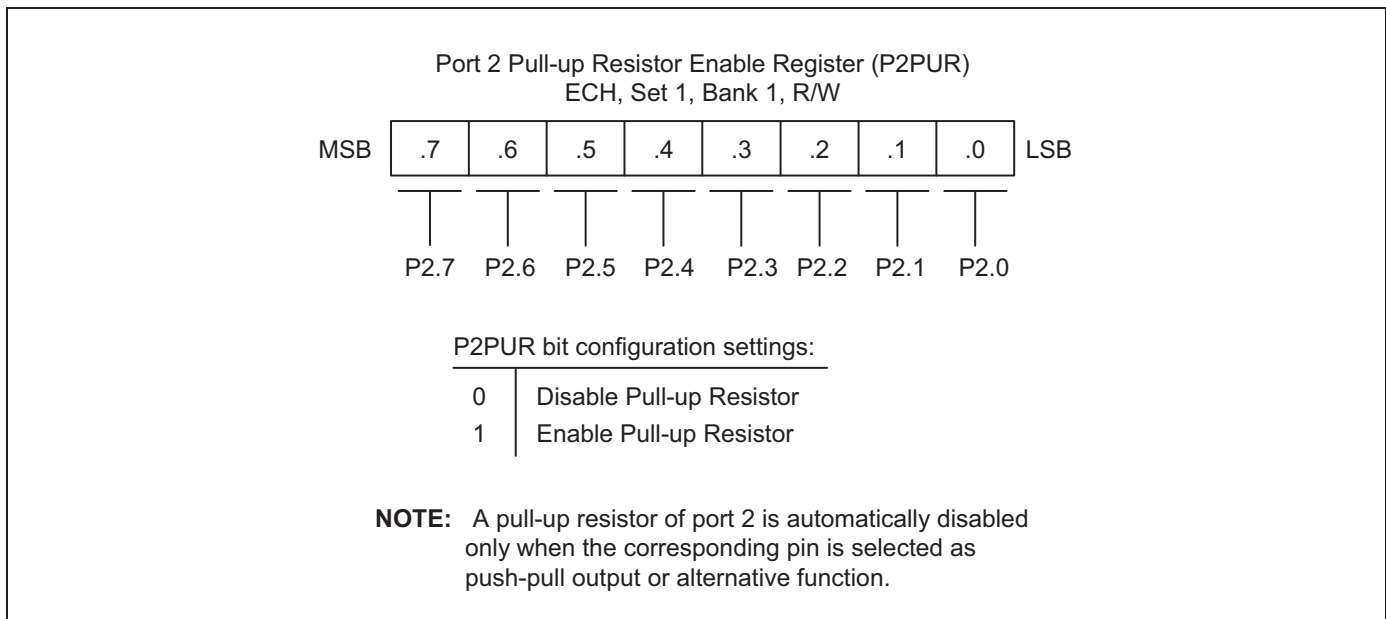 Port 2 Pull-up Resistor Enable Register (P2PUR)
ECH, Set 1, Bank 1, R/W
MSB .7 .6 .5 .4 .3 .2 .1 .0 LSB
P2.7 P2.6 P2.5 P2.4 P2.3 P2.2 P2.1 P2.0
P2PUR bit configuration settings:
0 Disable Pull-up Resistor
1 Enable Pull-up Resistor
NOTE: A pull-up resistor of port 2 is automatically disabled
only when the corresponding pin is selected as
push-pull output or alternative function.